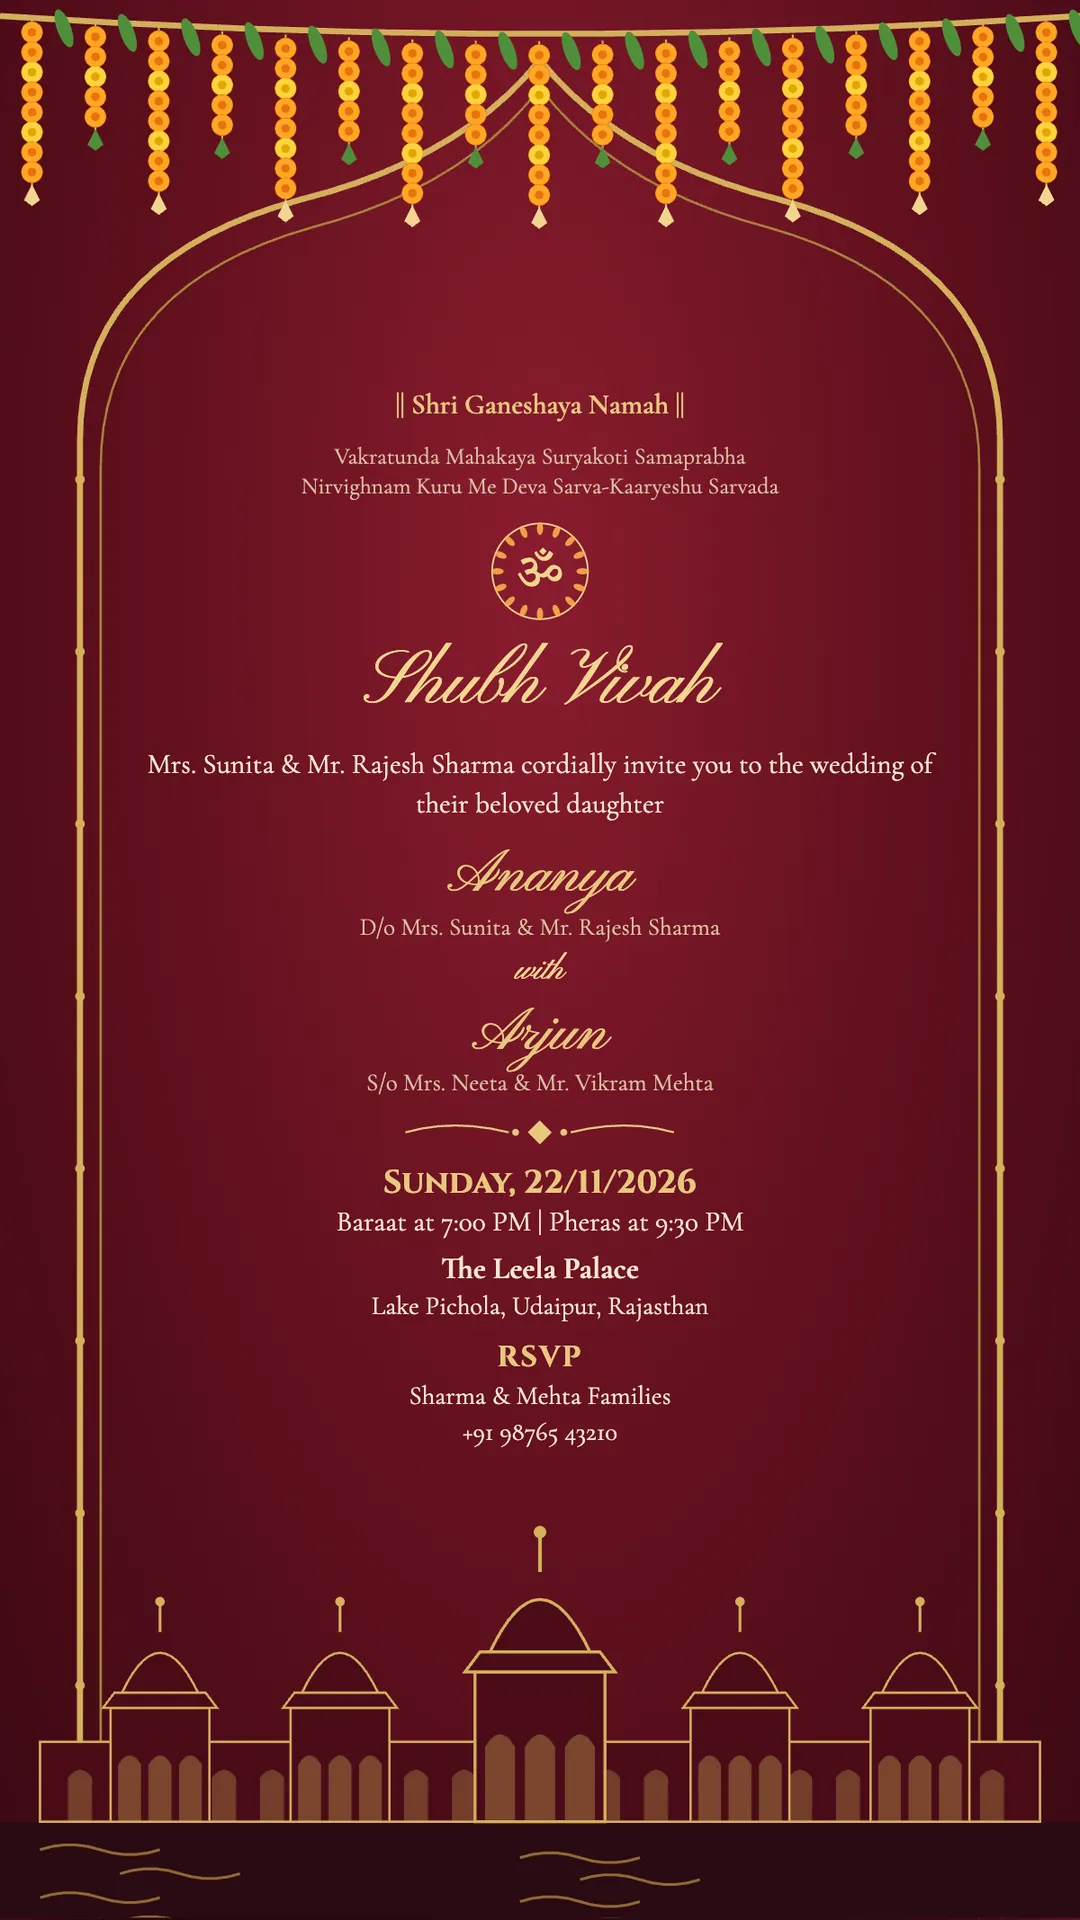 || Shri Ganeshaya Namah ||
Vakratunda Mahakaya Suryakoti Samaprabha
Nirvighnam Kuru Me Deva Sarva-Kaaryeshu Sarvada
ॐ
Shubh Vivah
Mrs. Sunita & Mr. Rajesh Sharma cordially invite you to the wedding of
their beloved daughter
Ananya
D/o Mrs. Sunita & Mr. Rajesh Sharma
with
Arjun
S/o Mrs. Neeta & Mr. Vikram Mehta
Sunday, 22/11/2026
Baraat at 7:00 PM | Pheras at 9:30 PM
The Leela Palace
Lake Pichola, Udaipur, Rajasthan
RSVP
Sharma & Mehta Families
+91 98765 43210